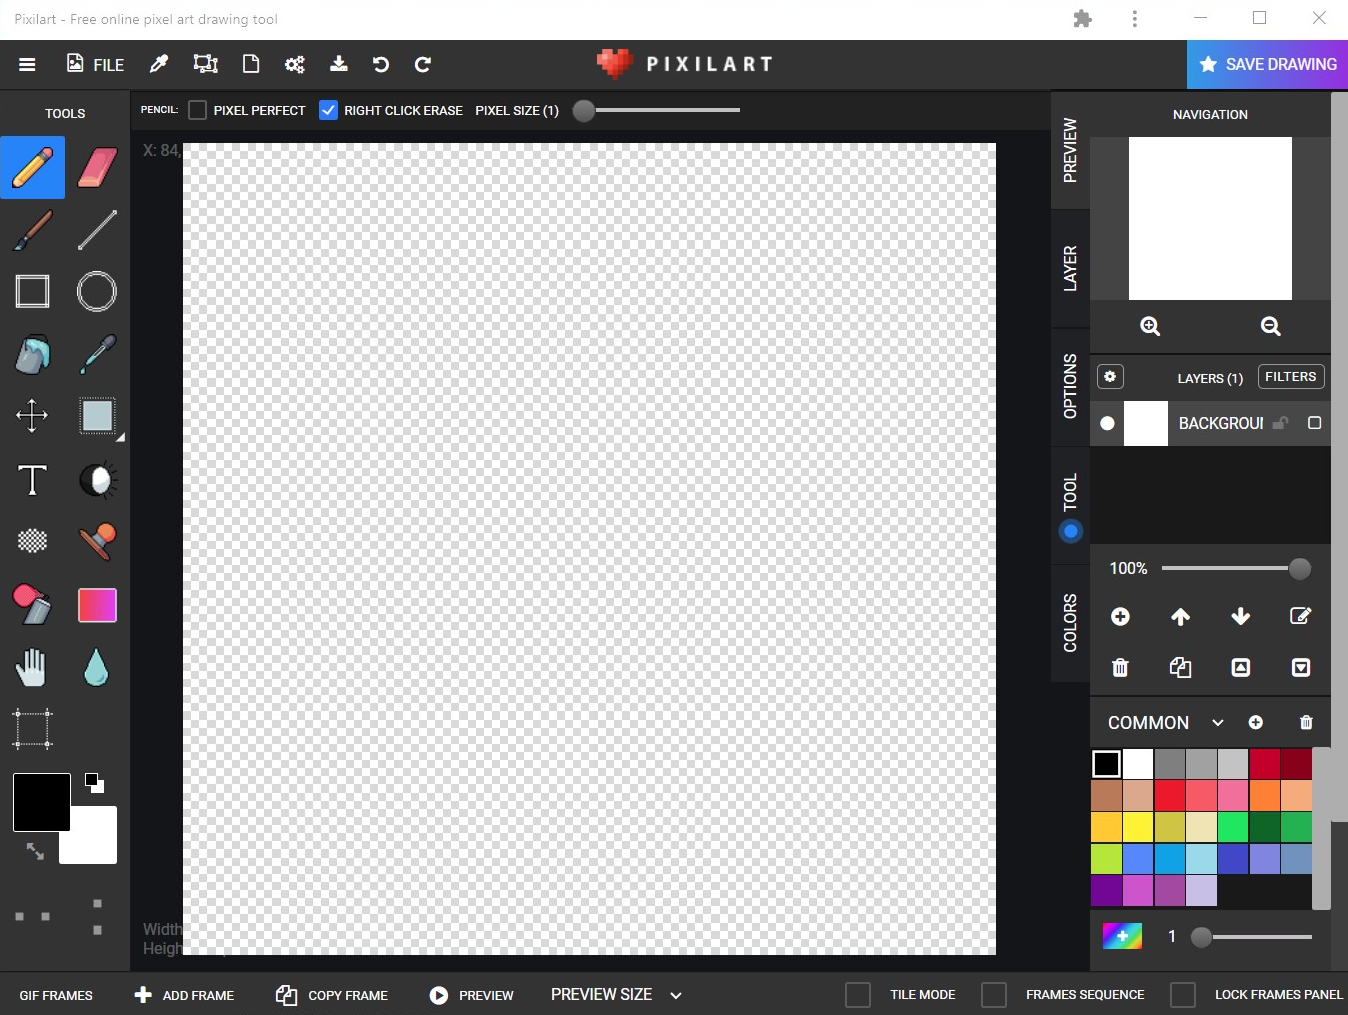 Pixilart - Free online pixel art drawing tool
FILE
PIXILART
SAVE DRAWING
TOOLS
PENCIL:
PIXEL PERFECT
RIGHT CLICK ERASE
PIXEL SIZE (1)
X: 84,
PREVIEW
LAYER
OPTIONS
TOOL
COLORS
NAVIGATION
LAYERS (1)
FILTERS
BACKGROUI
100%
COMMON
1
Width
Heigh
GIF FRAMES
ADD FRAME
COPY FRAME
PREVIEW
PREVIEW SIZE
TILE MODE
FRAMES SEQUENCE
LOCK FRAMES PANEL